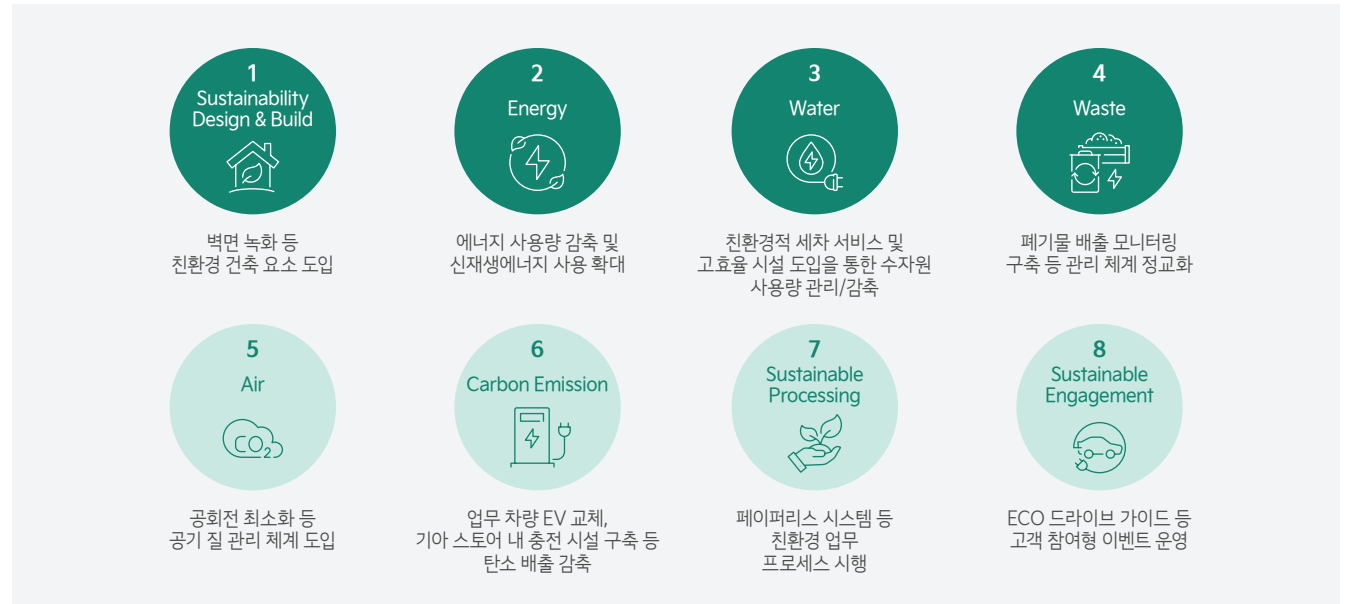 1
Sustainability
Design & Build
벽면 녹화 등
친환경 건축 요소 도입
2
Energy
에너지 사용량 감축 및
신재생에너지 사용 확대
3
Water
친환경적 세차 서비스 및
고효율 시설 도입을 통한 수자원
사용량 관리/감축
4
Waste
폐기물 배출 모니터링
구축 등 관리 체계 정교화
5
Air
CO2
공회전 최소화 등
공기 질 관리 체계 도입
6
Carbon Emission
업무 차량 EV 교체,
기아 스토어 내 충전 시설 구축 등
탄소 배출 감축
7
Sustainable
Processing
페이퍼리스 시스템 등
친환경 업무
프로세스 시행
8
Sustainable
Engagement
ECO 드라이브 가이드 등
고객 참여형 이벤트 운영